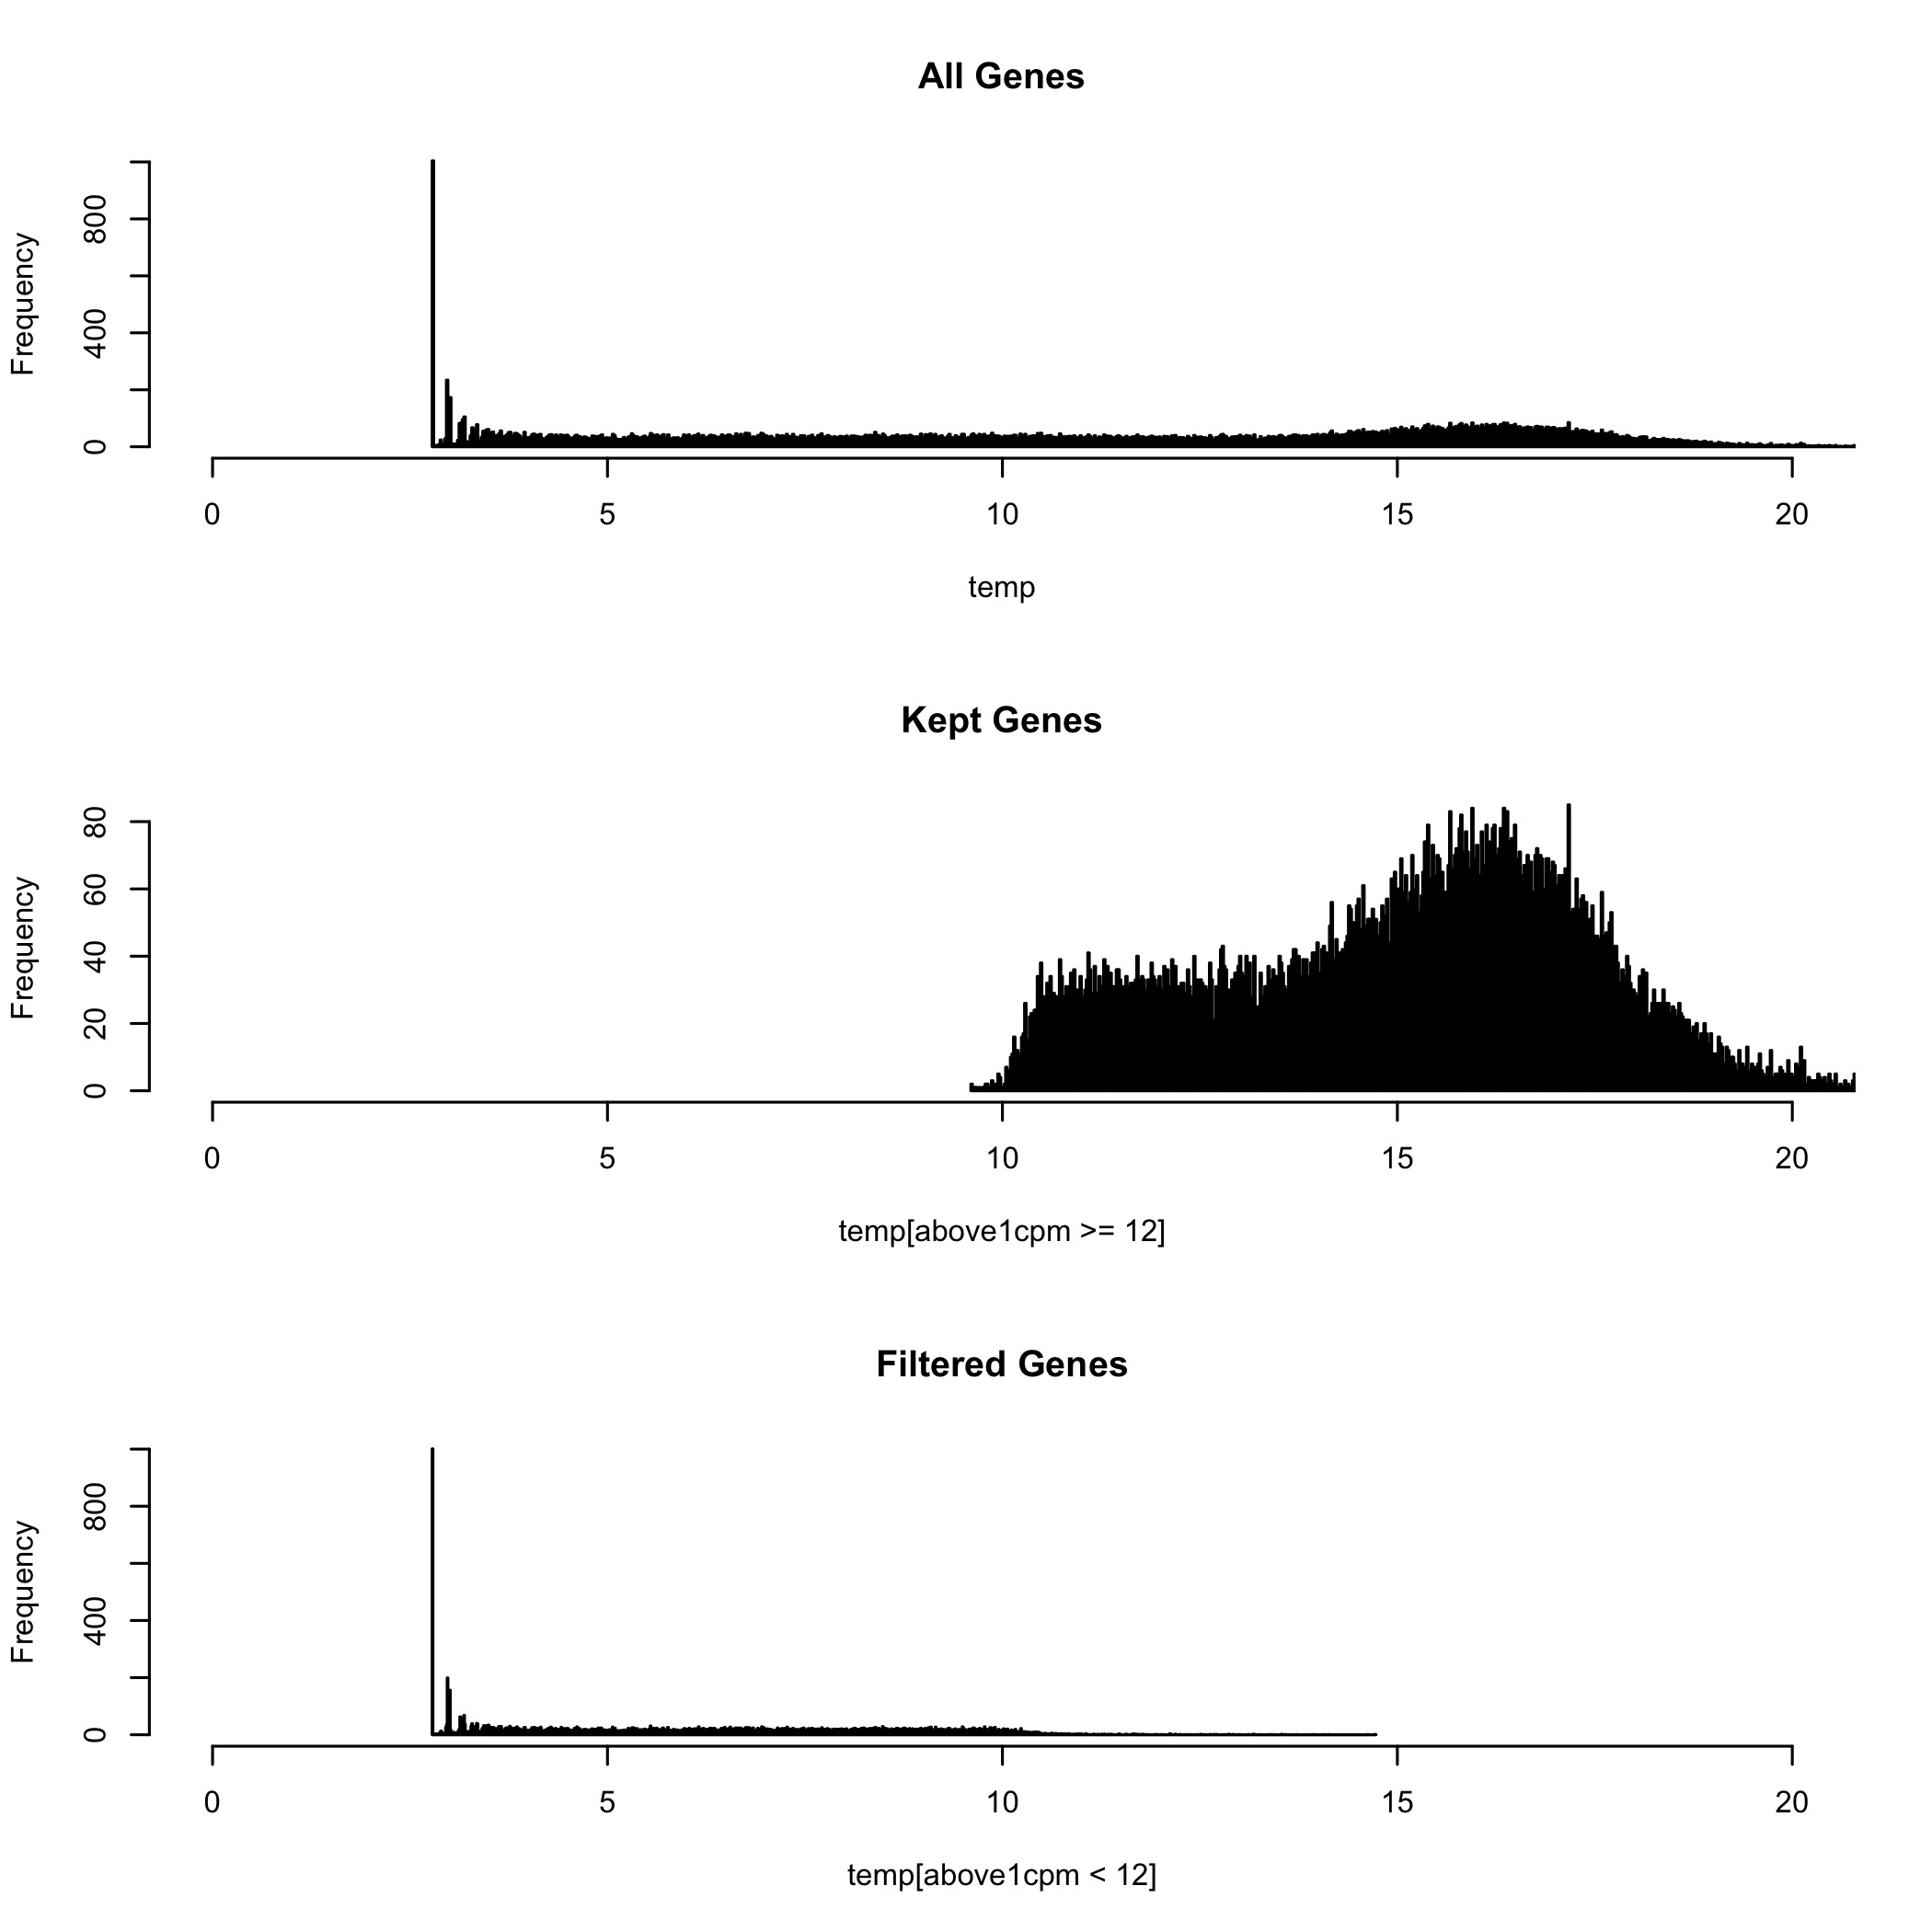 All Genes
Frequency
0 400 800
0 5 10 15 20
temp
Kept Genes
Frequency
0 20 40 60 80
0 5 10 15 20
temp[above1cpm >= 12]
Filtered Genes
Frequency
0 400 800
0 5 10 15 20
temp[above1cpm < 12]